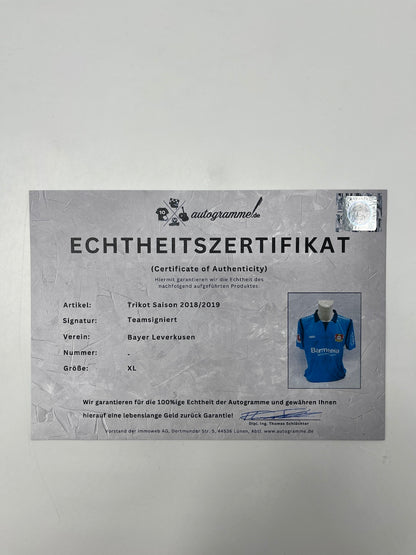 autogramme.de
ECHTHEITSZERTIFIKAT
(Certificate of Authenticity)
Hiermit garantieren wir die Echtheit des
nachfolgend aufgeführten Produktes
Artikel: Trikot Saison 2018/2019
Signatur: Teamsigniert
Verein: Bayer Leverkusen
Nummer: -
Größe: XL
Barmenia
Wir garantieren für die 100%ige Echtheit der Autogramme und gewähren Ihnen
hierauf eine lebenslange Geld zurück Garantie!
Dipl. Ing. Thomas Schlächter
Vorstand der Immoweb AG, Dortmunder Str. 5, 44536 Lünen, Abtl. www.autogramme.de